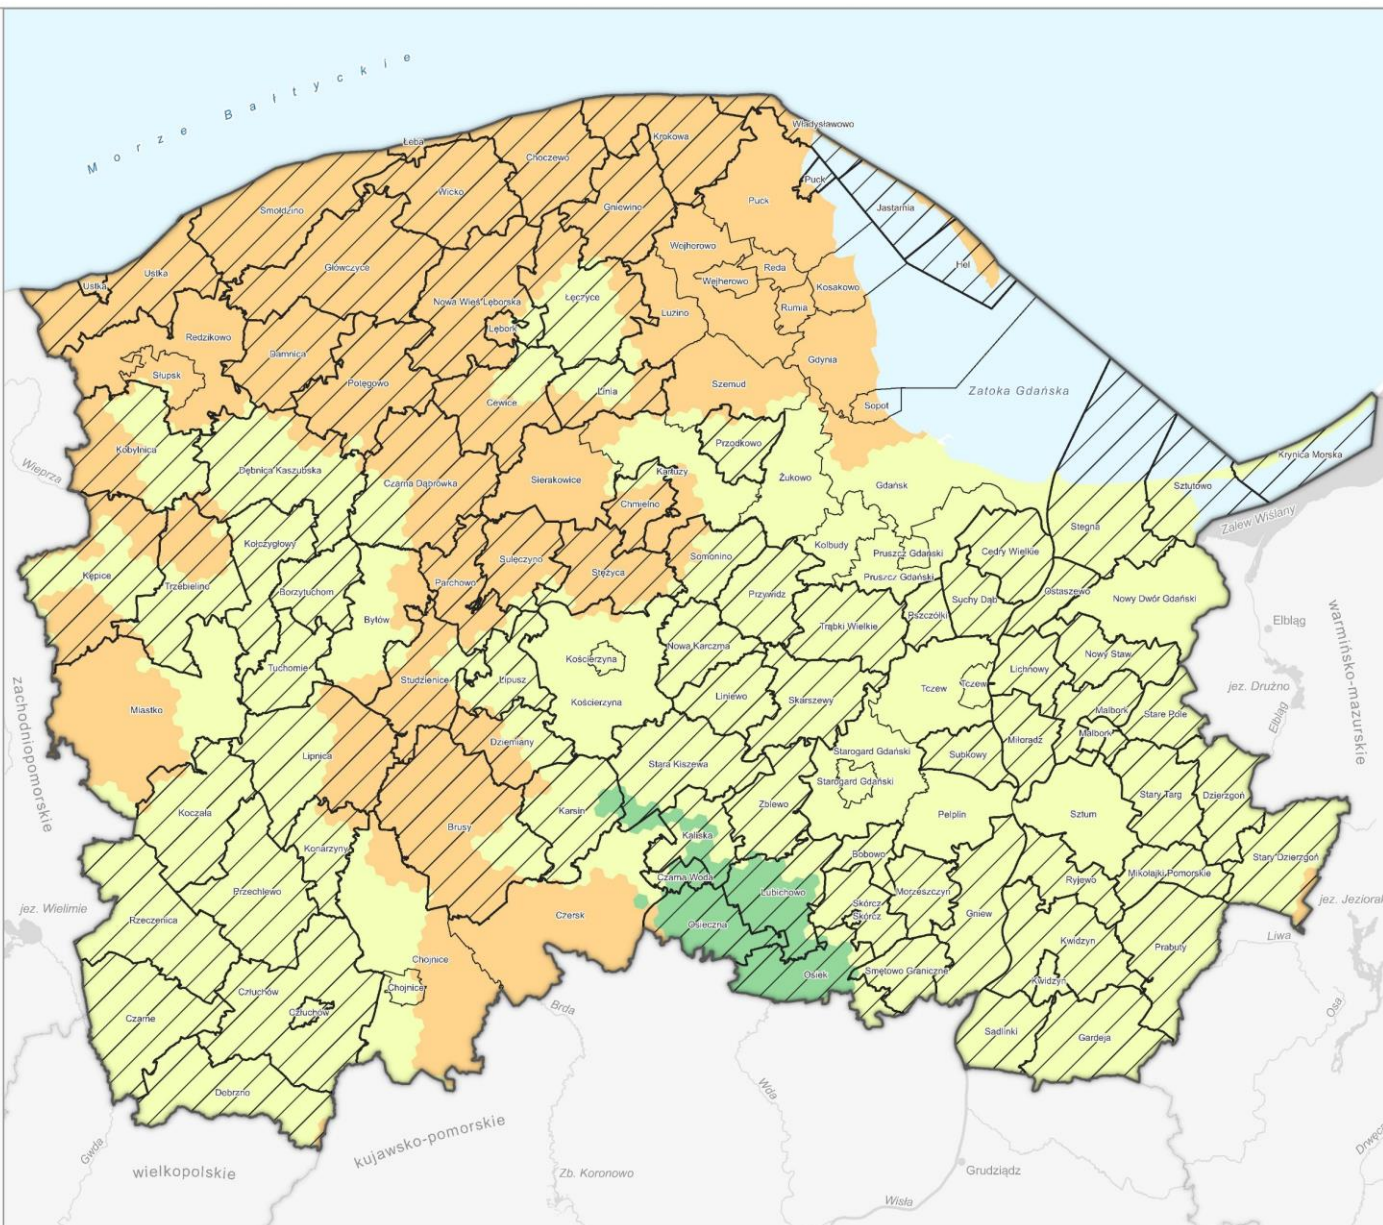 Morze Bałtyckie
Władysławowo
Łeba
Krokowa
Choczewo
Puck
Wicko
Jastarnia
Smołdzino
Gniewino
Puck
Wejherowo
Hel
Ustka
Główczyce
Reda
Wejherowo
Kosakowo
Ustka
Łęczyce
Nowa Wieś Lęborska
Rumia
Luzino
Lębork
Redzikowo
Damnica
Gdynia
Słupsk
Potęgowo
Szemud
Zatoka Gdańska
Linia
Cewice
Sopot
Przodkowo
Kobylnica
Krynica Morska
Wieprza
Dębnica Kaszubska
Kartuzy
Żukowo
Sierakowice
Czarna Dąbrówka
Gdańsk
Sztutowo
Chmielno
Zalew Wiślany
Stegna
Kołczygłowy
Kolbudy
Pruszcz Gdański
Cedry Wielkie
Sulęczyno
Somonino
Stężyca
Kępice
Pruszcz Gdański
Parchowo
Trzebielino
Borzytuchom
Przywidz
Ostaszewo
Suchy Dąb
Nowy Dwór Gdański
Pszczółki
Bytów
Elbląg
Trąbki Wielkie
Nowa Karczma
Kościerzyna
Nowy Staw
Tuchomie
Lichnowy
Studzienice
Lipusz
warmińsko-mazurskie
Tczew
Tczew
jez. Drużno
Liniewo
Kościerzyna
Skarszewy
Miastko
Malbork
Stare Pole
Elbląg
zachodniopomorskie
Malbork
Dziemiany
Miłoradz
Starogard Gdański
Subkowy
Lipnica
Stara Kiszewa
Starogard Gdański
Stary Targ
Dzierzgoń
Zblewo
Karsin
Koczała
Pelplin
Sztum
Brusy
Kaliska
Konarzyny
Bobowo
Stary Dzierzgoń
Mikołajki Pomorskie
Czarna Woda
Ryjewo
Przechlewo
Lubichowo
Morzeszczyn
jez. Jeziorak
Skórcz
jez. Wielimie
Czersk
Skórcz
Gniew
Rzeczenica
Osieczna
Liwa
Kwidzyn
Prabuty
Chojnice
Smętowo Graniczne
Osiek
Kwidzyn
Chojnice
Człuchów
Brda
Osa
Człuchów
Czarne
Sadlinki
Gardeja
Wda
Debrzno
kujawsko-pomorskie
Gwda
Grudziądz
wielkopolskie
Zb. Koronowo
Wisła